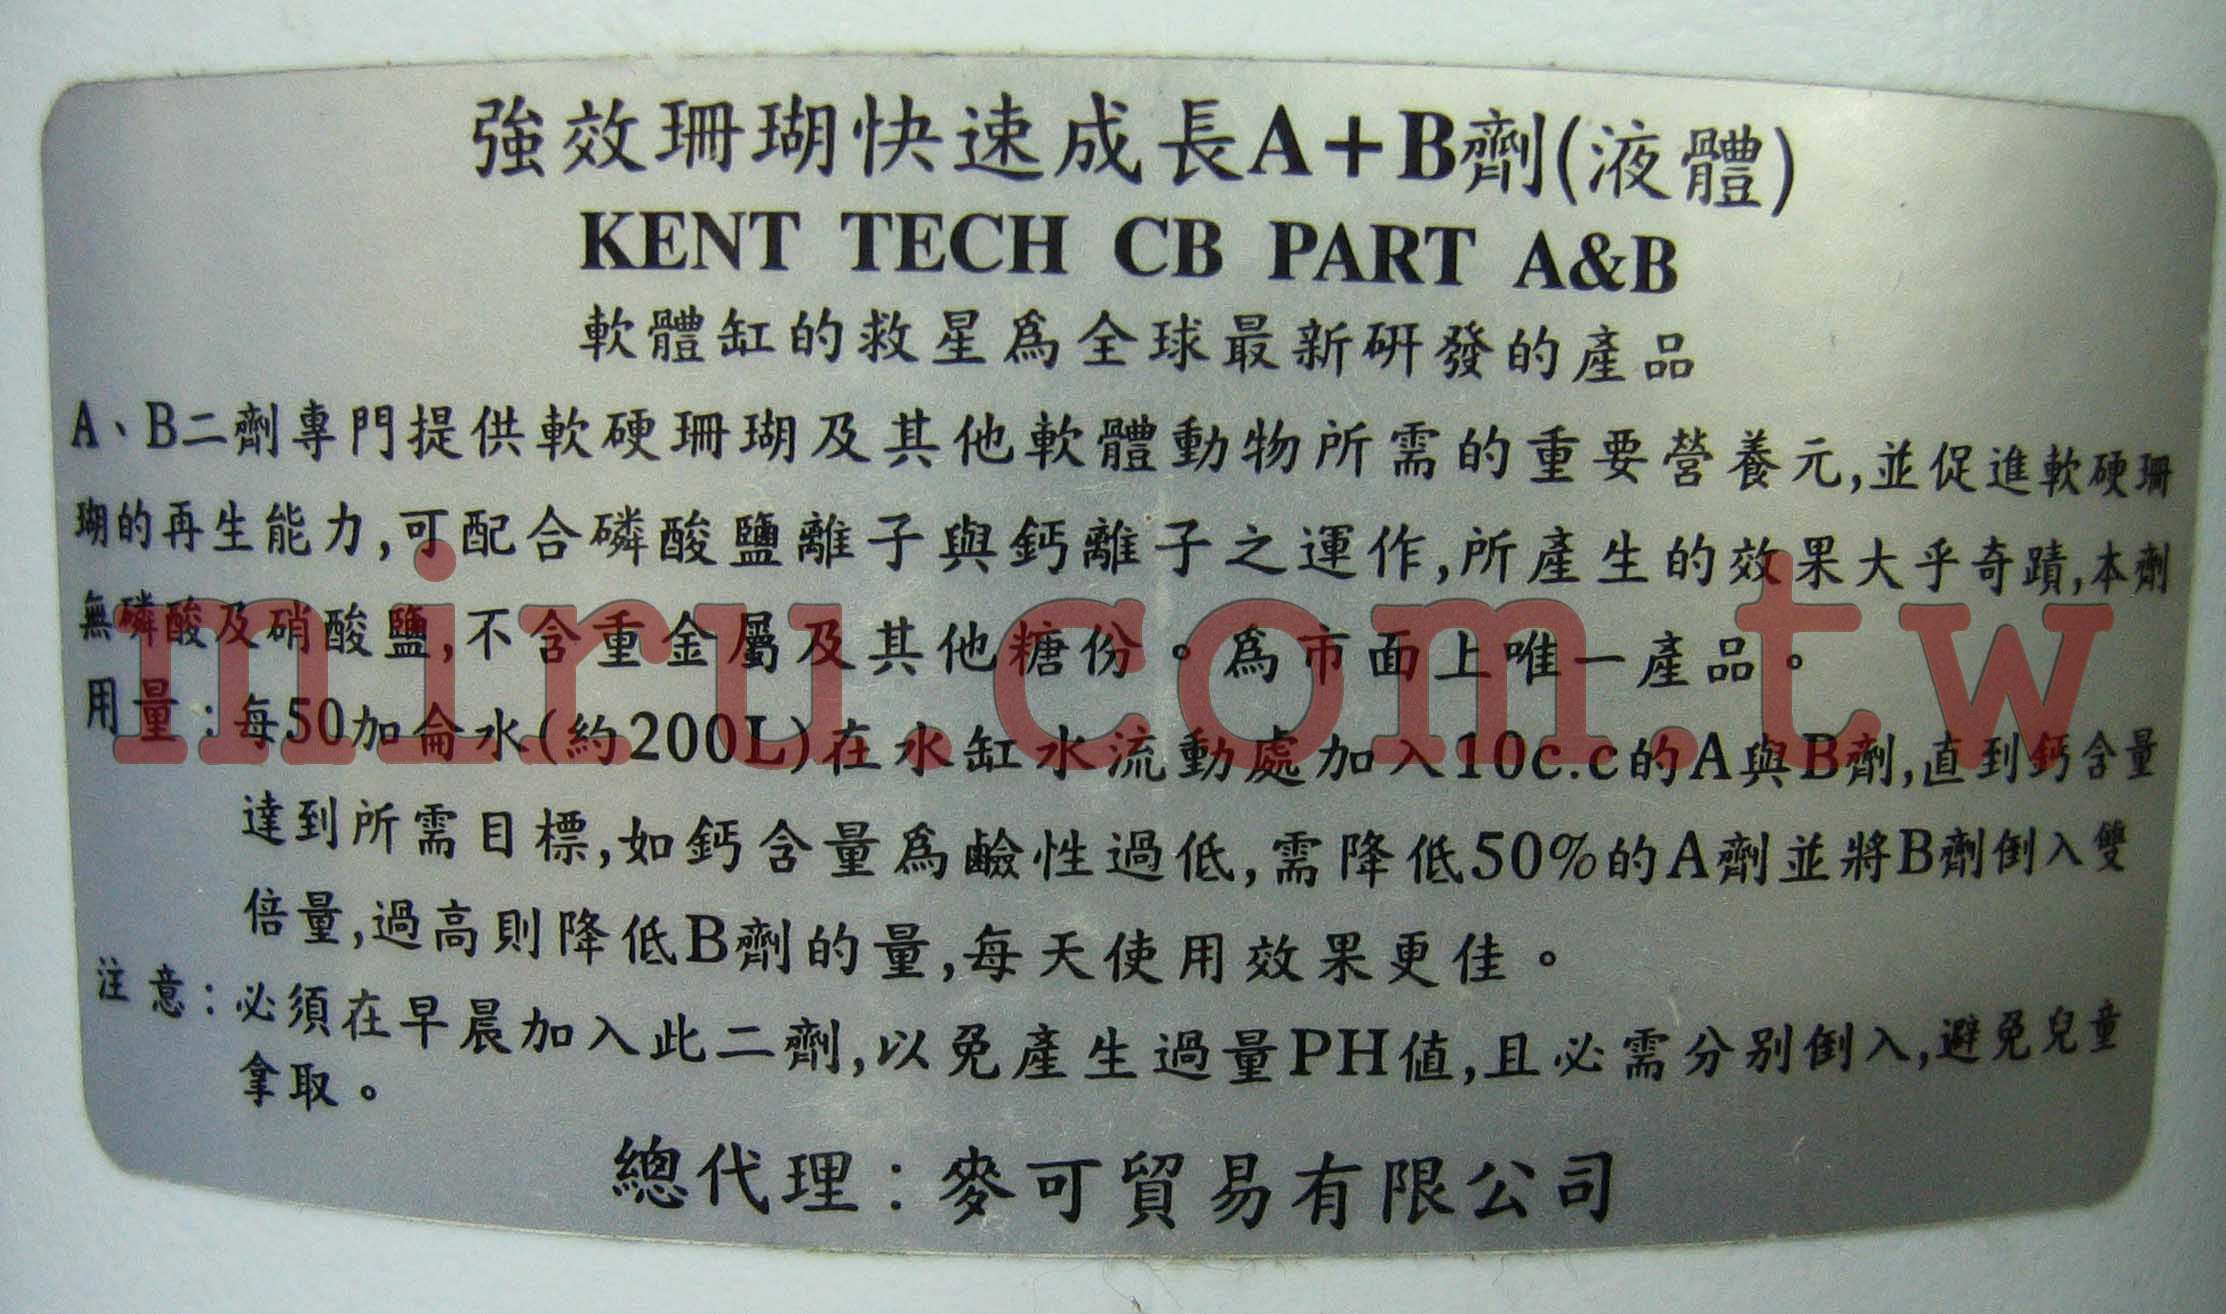 強效珊瑚快速成長A+B劑(液體)
KENT TECH CB PART A&B
軟體缸的救星為全球最新研發的產品
A、B二劑專門提供軟硬珊瑚及其他軟體動物所需的重要營養元,並促進軟硬珊
瑚的再生能力,可配合磷酸鹽離子與鈣離子之運作,所產生的效果大乎奇蹟,本劑
無磷酸及硝酸鹽,不含重金屬及其他糖份。為市面上唯一產品。
miru.com.tw
用量:每50加侖水(約200L)在水缸水流動處加入10c.c的A與B劑,直到鈣含量
達到所需目標,如鈣含量為鹼性過低,需降低50%的A劑並將B劑倒入雙
倍量,過高則降低B劑的量,每天使用效果更佳。
注意:必須在早晨加入此二劑,以免產生過量PH值,且必需分別倒入,避免兒童
拿取。
總代理:麥可貿易有限公司